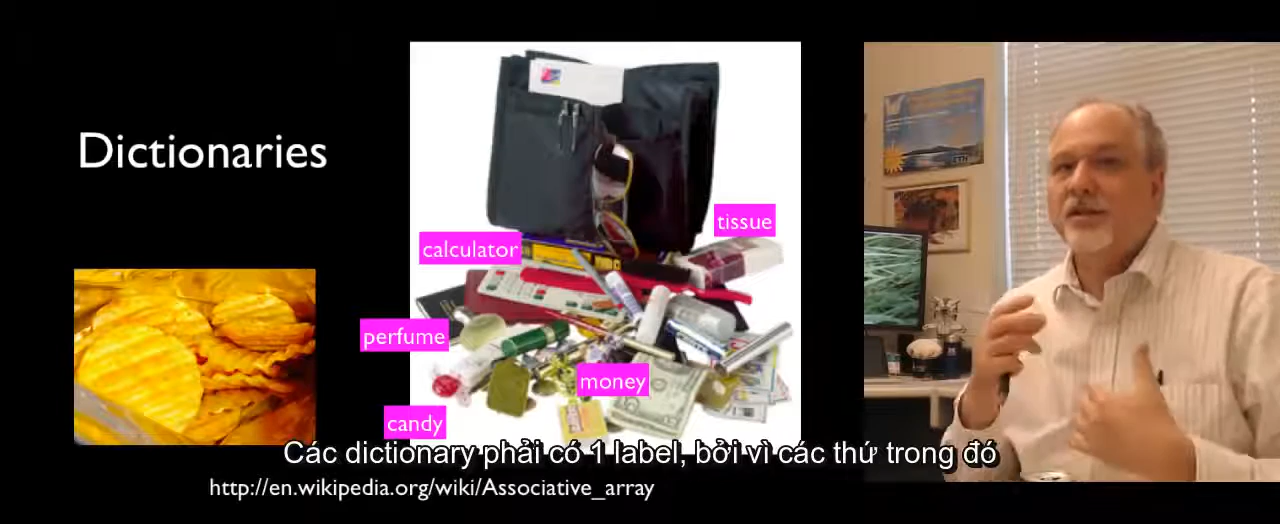 Dictionaries
tissue
calculator
perfume
money
candy
Các dictionary phải có 1 label, bởi vì các thứ trong đó
http://en.wikipedia.org/wiki/Associative_array